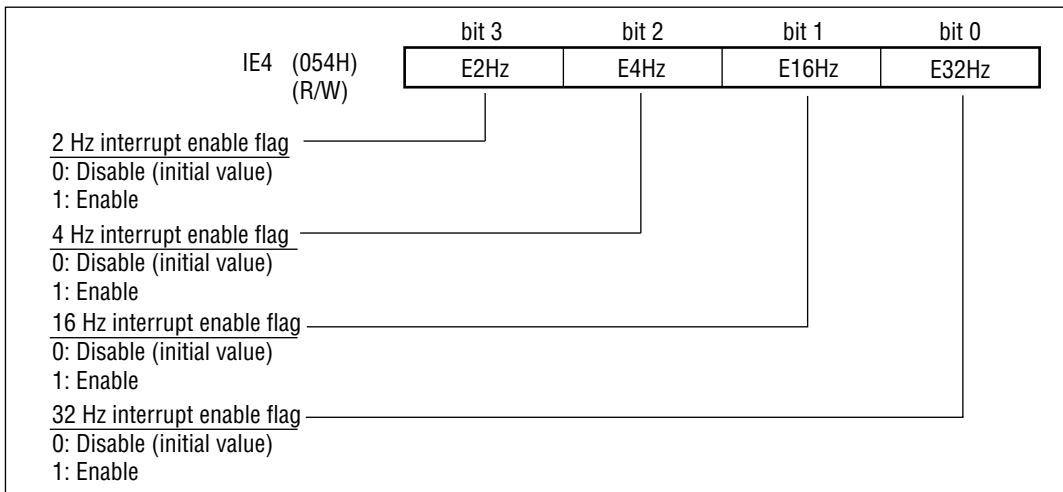 bit 3 bit 2 bit 1 bit 0
IE4 (054H) E2Hz E4Hz E16Hz E32Hz
(R/W)
2 Hz interrupt enable flag
0: Disable (initial value)
1: Enable
4 Hz interrupt enable flag
0: Disable (initial value)
1: Enable
16 Hz interrupt enable flag
0: Disable (initial value)
1: Enable
32 Hz interrupt enable flag
0: Disable (initial value)
1: Enable